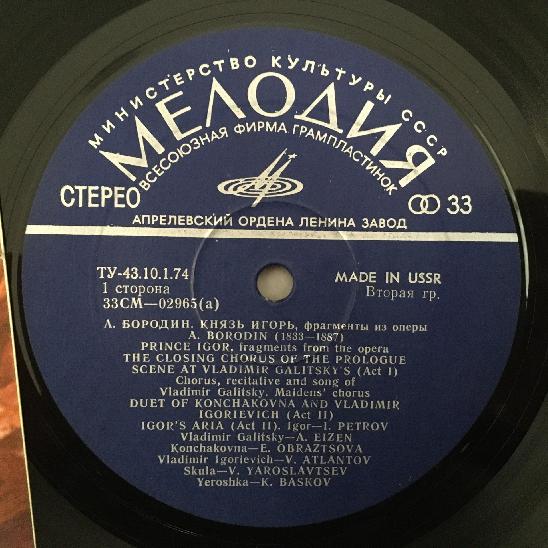 МИНИСТЕРСТВО КУЛЬТУРЫ СССР
МЕЛОДИЯ
ВСЕСОЮЗНАЯ ФИРМА ГРАМПЛАСТИНОК
СТЕРЕО
33
АПРЕЛЕВСКИЙ ОРДЕНА ЛЕНИНА ЗАВОД
ТУ-43.10.1.74
MADE IN USSR
1 сторона
Вторая гр.
33СМ—02965(а)
А. БОРОДИН. КНЯЗЬ ИГОРЬ, фрагменты из оперы
A. BORODIN (1833—1887)
PRINCE IGOR, fragments from the opera
THE CLOSING CHORUS OF THE PROLOGUE
SCENE AT VLADIMIR GALITSKY'S (Act I)
Chorus, recitative and song of
Vladimir Galitsky. Maidens' chorus
DUET OF KONCHAKOVNA AND VLADIMIR
IGORIEVICH (Act II)
IGOR'S ARIA (Act II). Igor—I. PETROV
Vladimir Galitsky—A. EIZEN
Konchakovna—E. OBRAZTSOVA
Vladimir Igorievich—V. ATLANTOV
Skula—V. YAROSLAVTSEV
Yeroshka—K. BASKOV